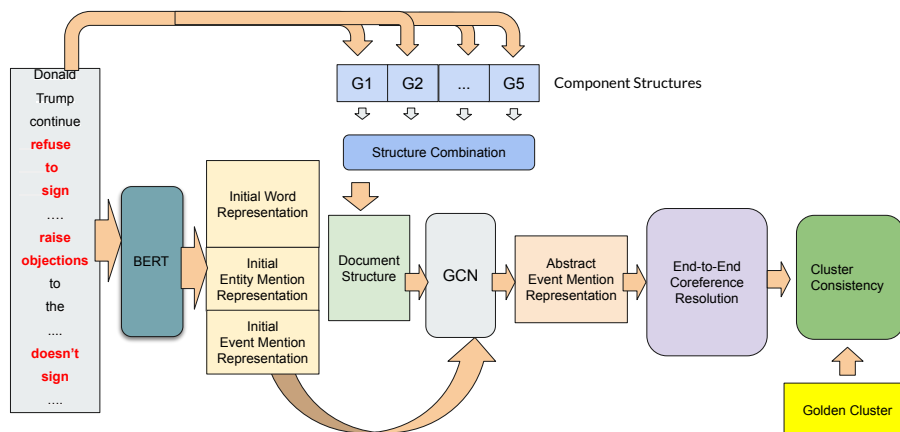 Donald
Trump
continue
refuse
to
sign
....
raise
objections
to
the
....
doesn't
sign
....
BERT
Initial Word
Representation
Initial
Entity Mention
Representation
Initial
Event Mention
Representation
G1 G2 ... G5
Component Structures
Structure Combination
Document
Structure
GCN
Abstract
Event Mention
Representation
End-to-End
Coreference
Resolution
Cluster
Consistency
Golden Cluster